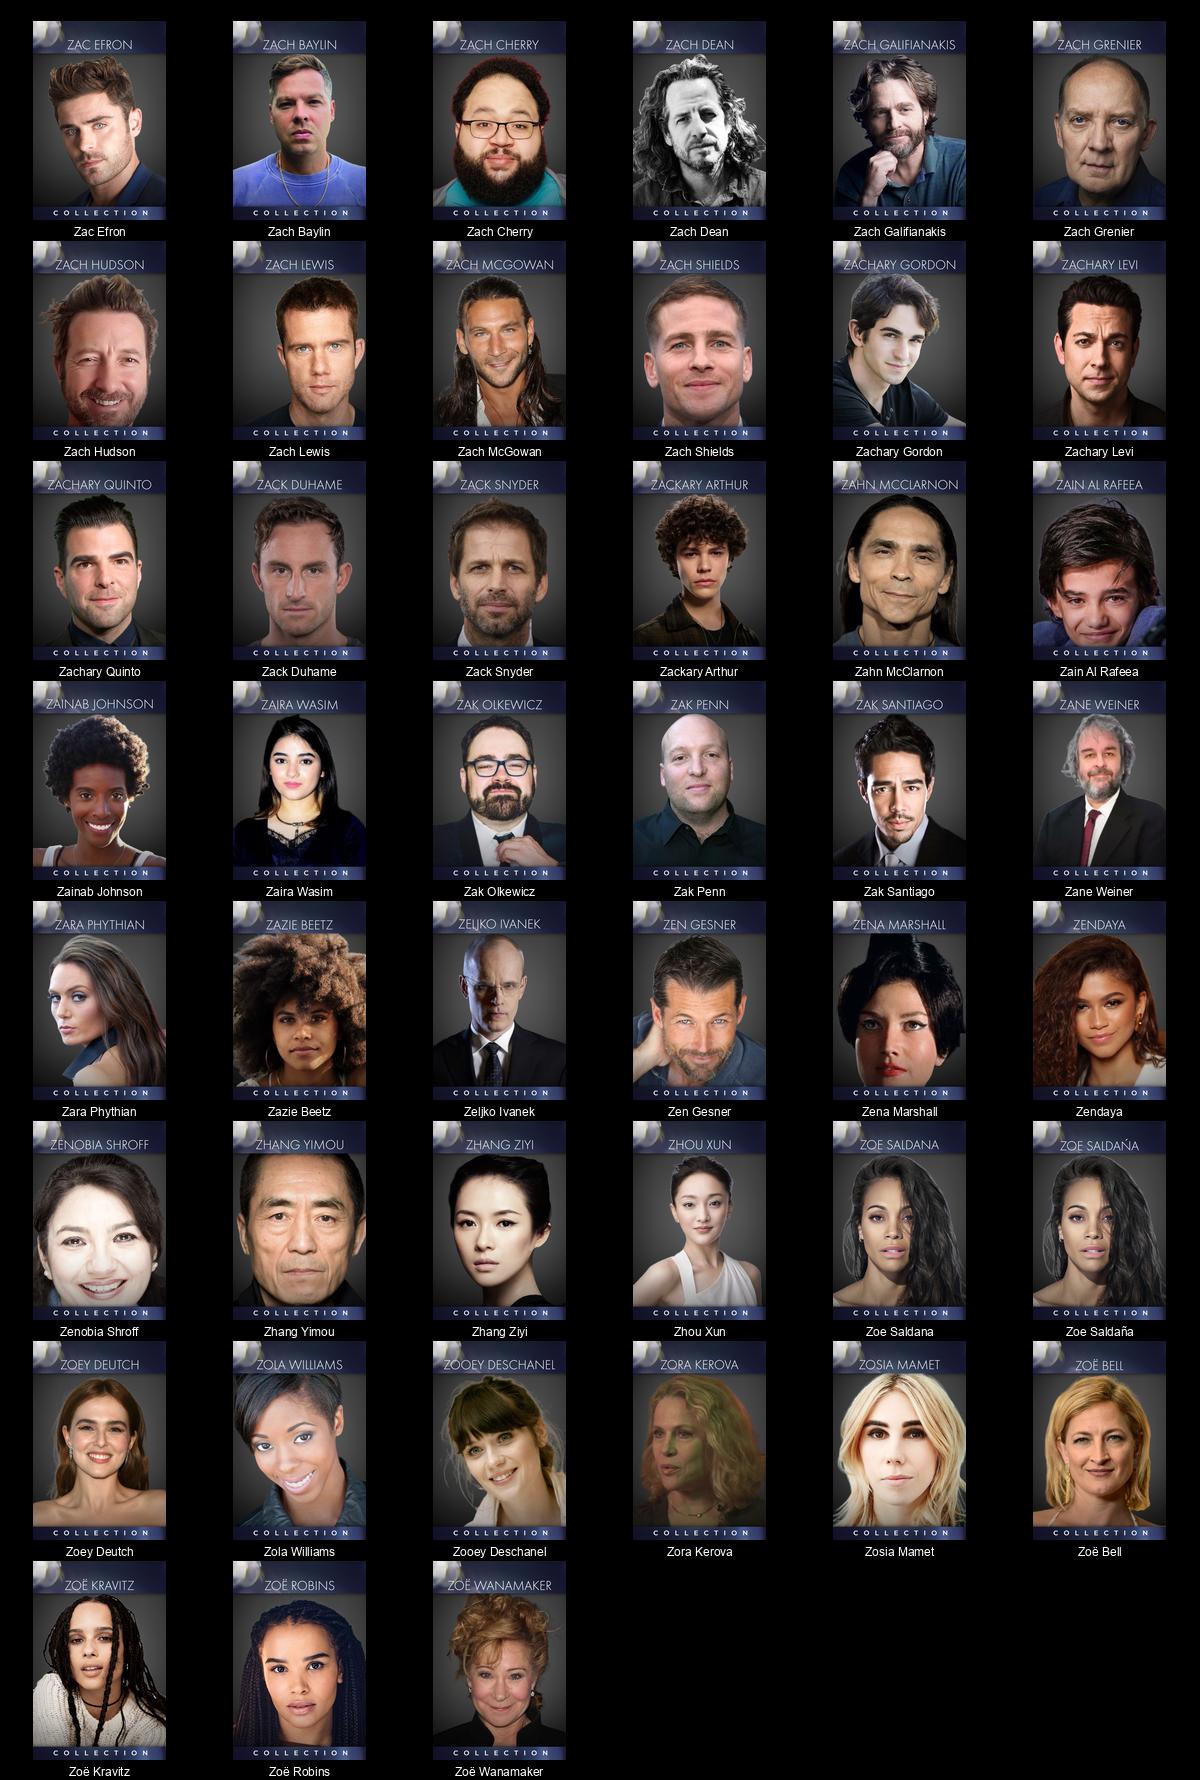 ZAC EFRON
ZACH BAYLIN
ZACH CHERRY
ZACH DEAN
ZACH GALIFIANAKIS
ZACH GRENIER
COLLECTION
COLLECTION
COLLECTION
COLLECTION
COLLECTION
COLLECTION
Zac Efron
Zach Baylin
Zach Cherry
Zach Dean
Zach Galifianakis
Zach Grenier
ZACH HUDSON
ZACH LEWIS
ZACH MCGOWAN
ZACH SHIELDS
ZACHARY GORDON
ZACHARY LEVI
COLLECTION
COLLECTION
COLLECTION
COLLECTION
COLLECTION
COLLECTION
Zach Hudson
Zach Lewis
Zach McGowan
Zach Shields
Zachary Gordon
Zachary Levi
ZACHARY QUINTO
ZACK DUHAME
ZACK SNYDER
ZACKARY ARTHUR
ZAHN MCCLARNON
ZAIN AL RAFEEA
COLLECTION
COLLECTION
COLLECTION
COLLECTION
COLLECTION
COLLECTION
Zachary Quinto
Zack Duhame
Zack Snyder
Zackary Arthur
Zahn McClarnon
Zain Al Rafeea
ZAINAB JOHNSON
ZAIRA WASIM
ZAK OLKEWICZ
ZAK PENN
ZAK SANTIAGO
ZANE WEINER
COLLECTION
COLLECTION
COLLECTION
COLLECTION
COLLECTION
COLLECTION
Zainab Johnson
Zaira Wasim
Zak Olkewicz
Zak Penn
Zak Santiago
Zane Weiner
ZARA PHYTHIAN
ZAZIE BEETZ
ZELJKO IVANEK
ZEN GESNER
ZENA MARSHALL
ZENDAYA
COLLECTION
COLLECTION
COLLECTION
COLLECTION
COLLECTION
COLLECTION
Zara Phythian
Zazie Beetz
Zeljko Ivanek
Zen Gesner
Zena Marshall
Zendaya
ZENOBIA SHROFF
ZHANG YIMOU
ZHANG ZIYI
ZHOU XUN
ZOE SALDANA
ZOE SALDAÑA
COLLECTION
COLLECTION
COLLECTION
COLLECTION
COLLECTION
COLLECTION
Zenobia Shroff
Zhang Yimou
Zhang Ziyi
Zhou Xun
Zoe Saldana
Zoe Saldaña
ZOEY DEUTCH
ZOLA WILLIAMS
ZOOEY DESCHANEL
ZORA KEROVA
ZOSIA MAMET
ZOË BELL
COLLECTION
COLLECTION
COLLECTION
COLLECTION
COLLECTION
COLLECTION
Zoey Deutch
Zola Williams
Zooey Deschanel
Zora Kerova
Zosia Mamet
Zoë Bell
ZOË KRAVITZ
ZOË ROBINS
ZOË WANAMAKER
COLLECTION
COLLECTION
COLLECTION
Zoë Kravitz
Zoë Robins
Zoë Wanamaker